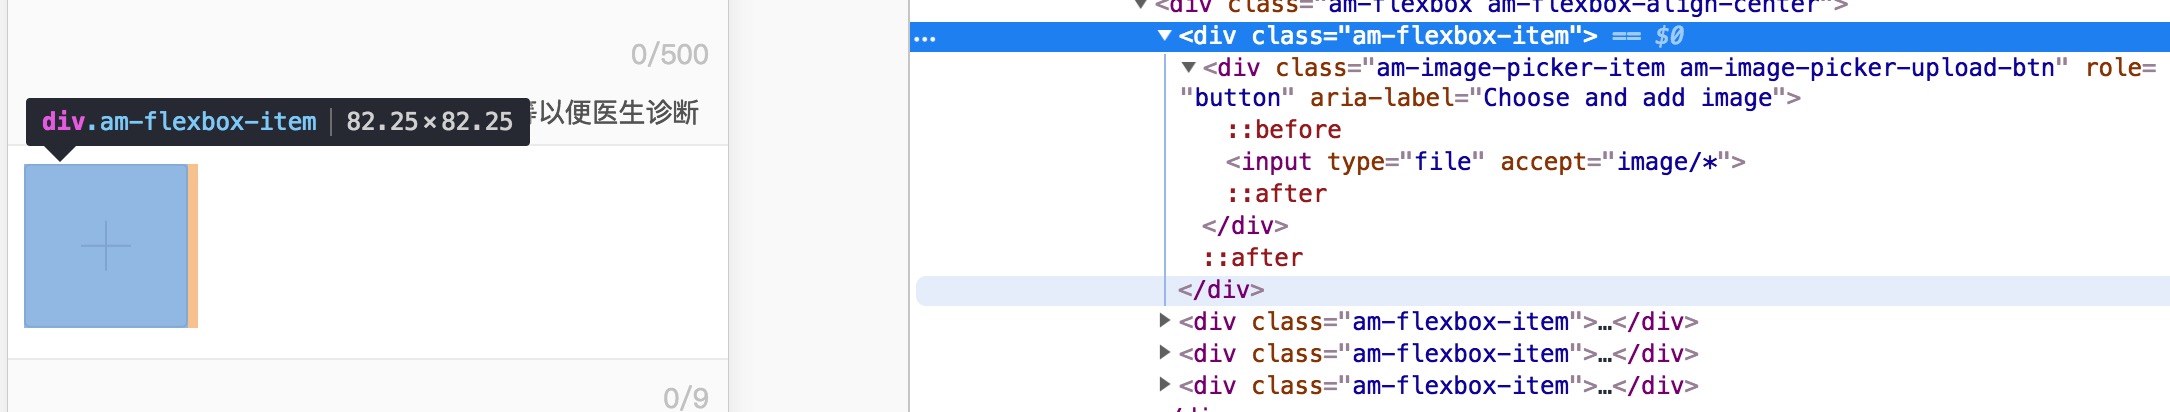 0/500
以便医生诊断
div.am-flexbox-item 82.25×82.25
0/9
<div class="am-flexbox am-flexbox-align-center">
… <div class="am-flexbox-item"> == $0
<div class="am-image-picker-item am-image-picker-upload-btn" role=
"button" aria-label="Choose and add image">
::before
<input type="file" accept="image/*">
::after
</div>
::after
</div>
<div class="am-flexbox-item">…</div>
<div class="am-flexbox-item">…</div>
<div class="am-flexbox-item">…</div>